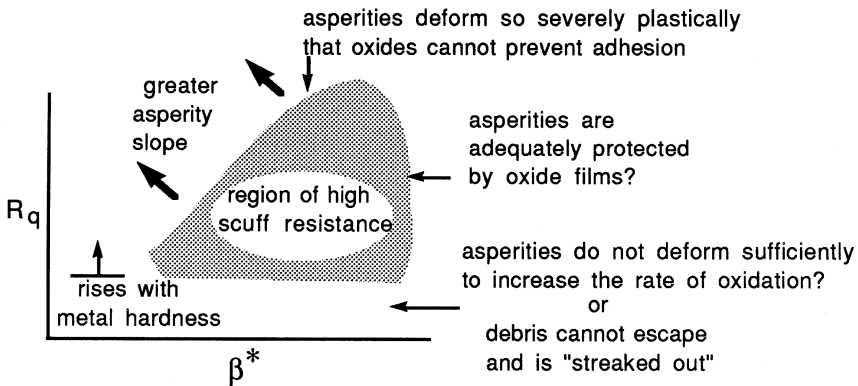 asperities deform so severely plastically
that oxides cannot prevent adhesion
greater
asperity
slope
asperities are
adequately protected
by oxide films?
region of high
scuff resistance
Rq
asperities do not deform sufficiently
to increase the rate of oxidation?
or
debris cannot escape
and is "streaked out"
rises with
metal hardness
β*